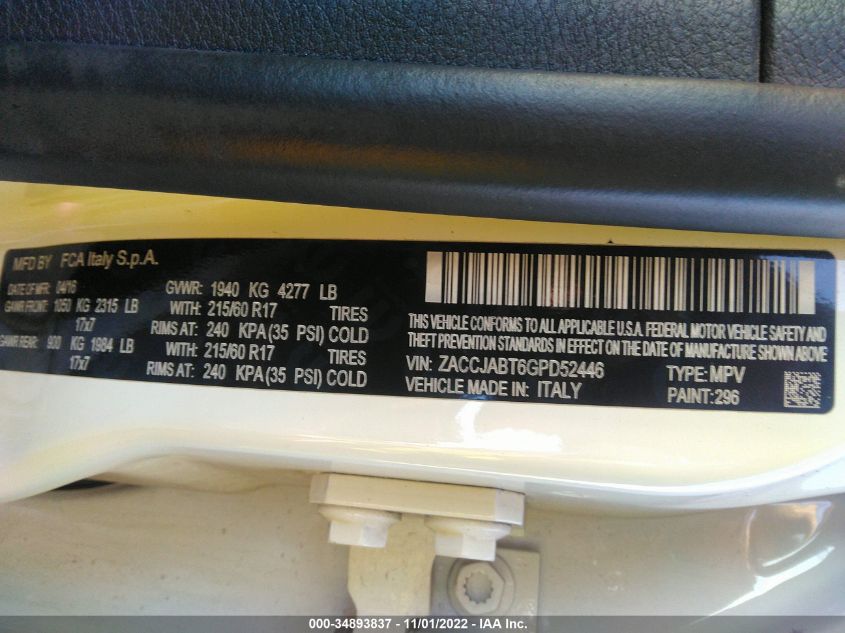 MFD BY FCA Italy S.p.A.
DATE OF MFR: 04/16 GVWR: 1940 KG 4277 LB
GAWR FRONT: 1050 KG 2315 LB WITH: 215/60 R17 TIRES
17x7 RIMS AT: 240 KPA (35 PSI) COLD
GAWR REAR: 900 KG 1984 LB WITH: 215/60 R17 TIRES
17x7 RIMS AT: 240 KPA (35 PSI) COLD
THIS VEHICLE CONFORMS TO ALL APPLICABLE U.S.A. FEDERAL MOTOR VEHICLE SAFETY AND
THEFT PREVENTION STANDARDS IN EFFECT ON THE DATE OF MANUFACTURE SHOWN ABOVE
VIN: ZACCJABT6GPD52446 TYPE: MPV
VEHICLE MADE IN: ITALY PAINT: 296
000-34893837 - 11/01/2022 - IAA Inc.